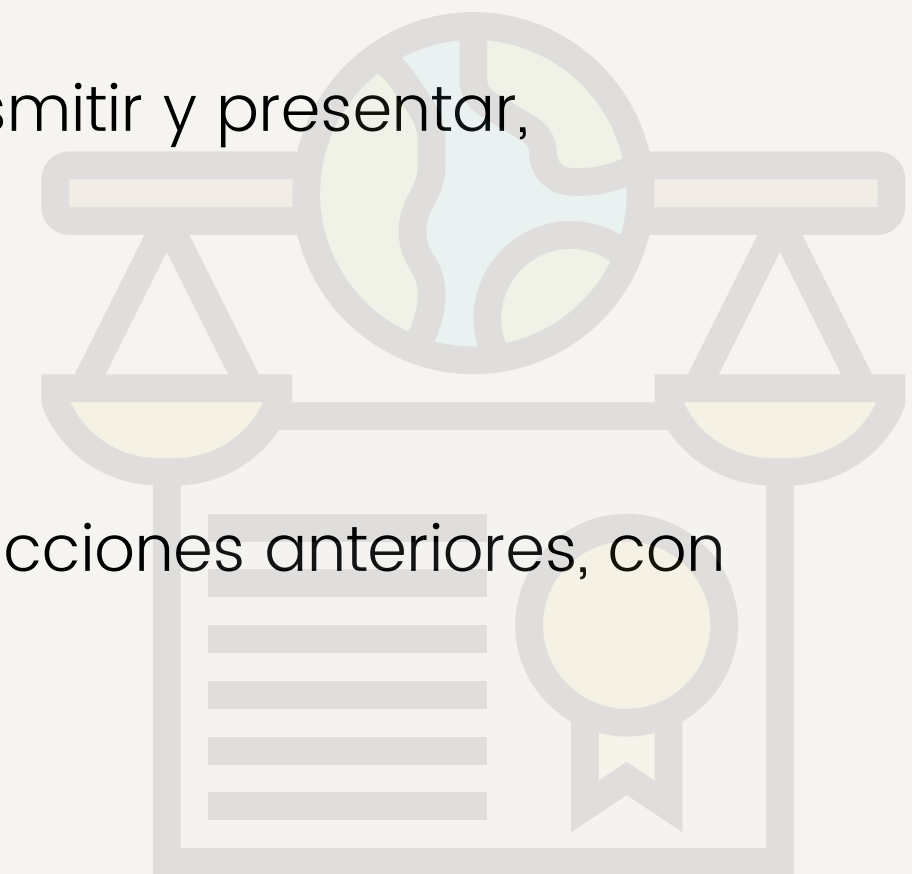 smitir y presentar,
cciones anteriores, con